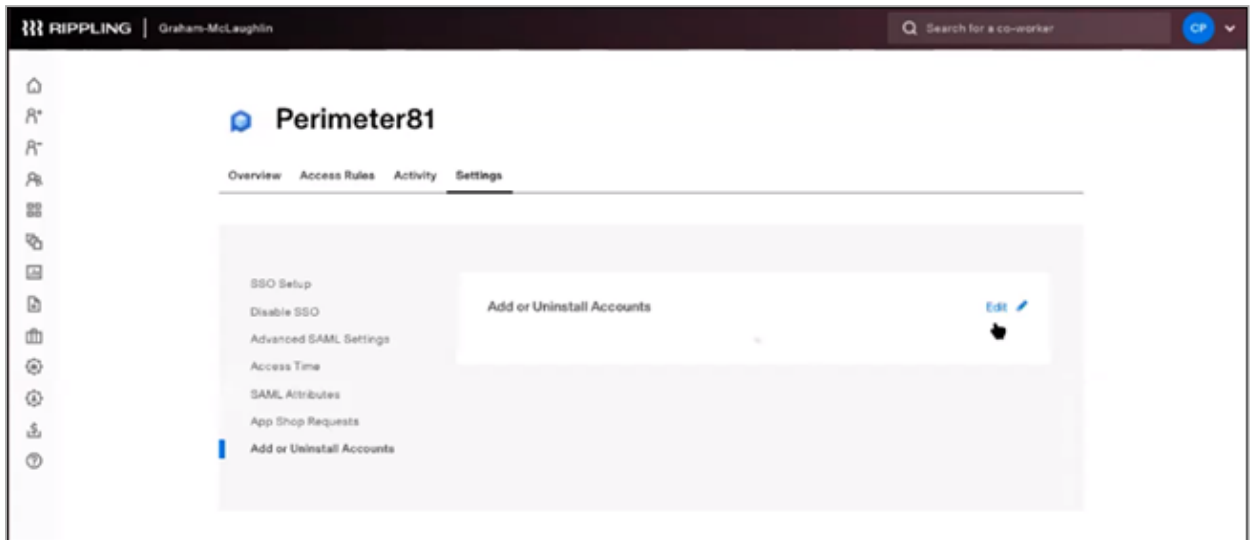 RIPPLING Graham-McLaughlin Search for a co-worker CP
Perimeter81
Overview Access Rules Activity Settings
SSO Setup
Add or Uninstall Accounts Edit
Disable SSO
Advanced SAML Settings
Access Time
SAML Attributes
App Shop Requests
Add or Uninstall Accounts